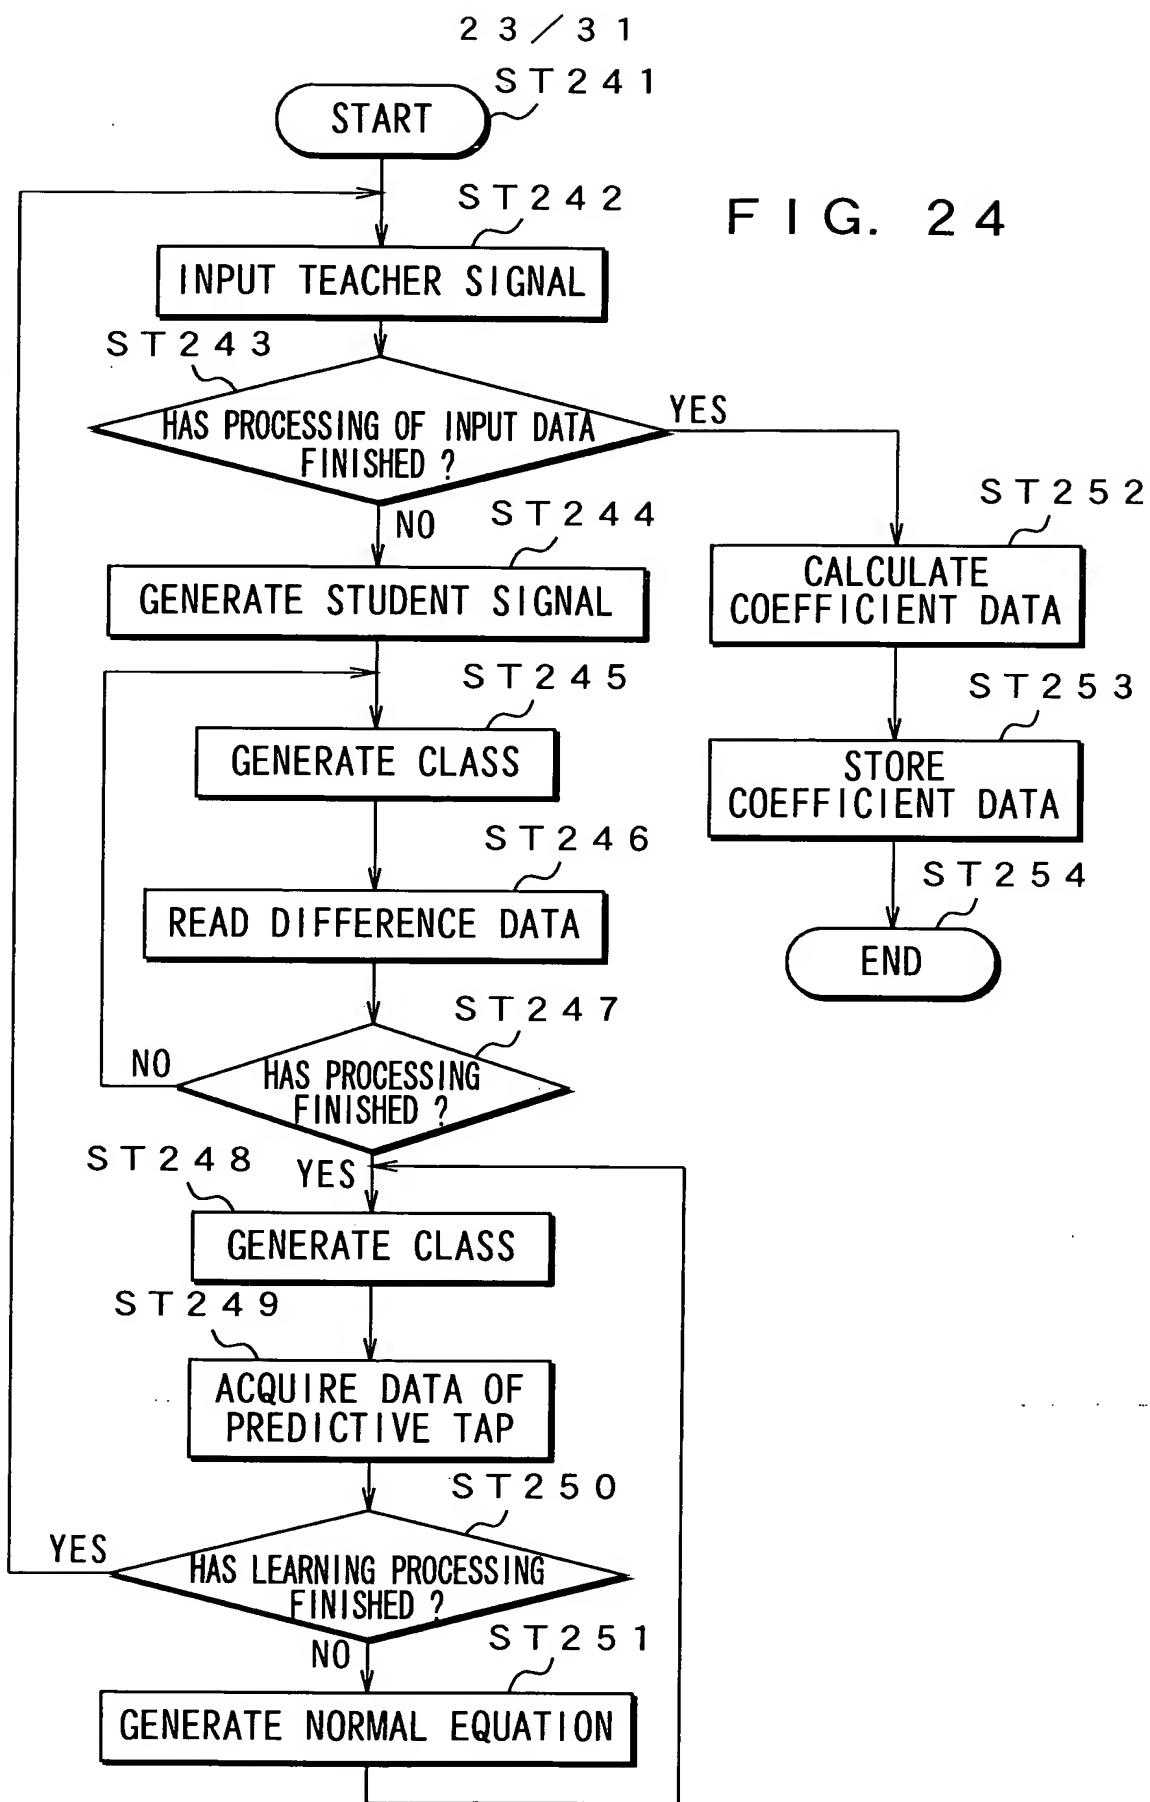 23/31
ST241
START
ST242
FIG. 24
INPUT TEACHER SIGNAL
ST243
HAS PROCESSING OF INPUT DATA
FINISHED ?
YES
NO
ST244
GENERATE STUDENT SIGNAL
ST252
CALCULATE
COEFFICIENT DATA
ST245
GENERATE CLASS
ST253
STORE
COEFFICIENT DATA
ST246
READ DIFFERENCE DATA
ST254
END
ST247
HAS PROCESSING
FINISHED ?
NO
YES
ST248
GENERATE CLASS
ST249
ACQUIRE DATA OF
PREDICTIVE TAP
ST250
HAS LEARNING PROCESSING
FINISHED ?
YES
NO
ST251
GENERATE NORMAL EQUATION